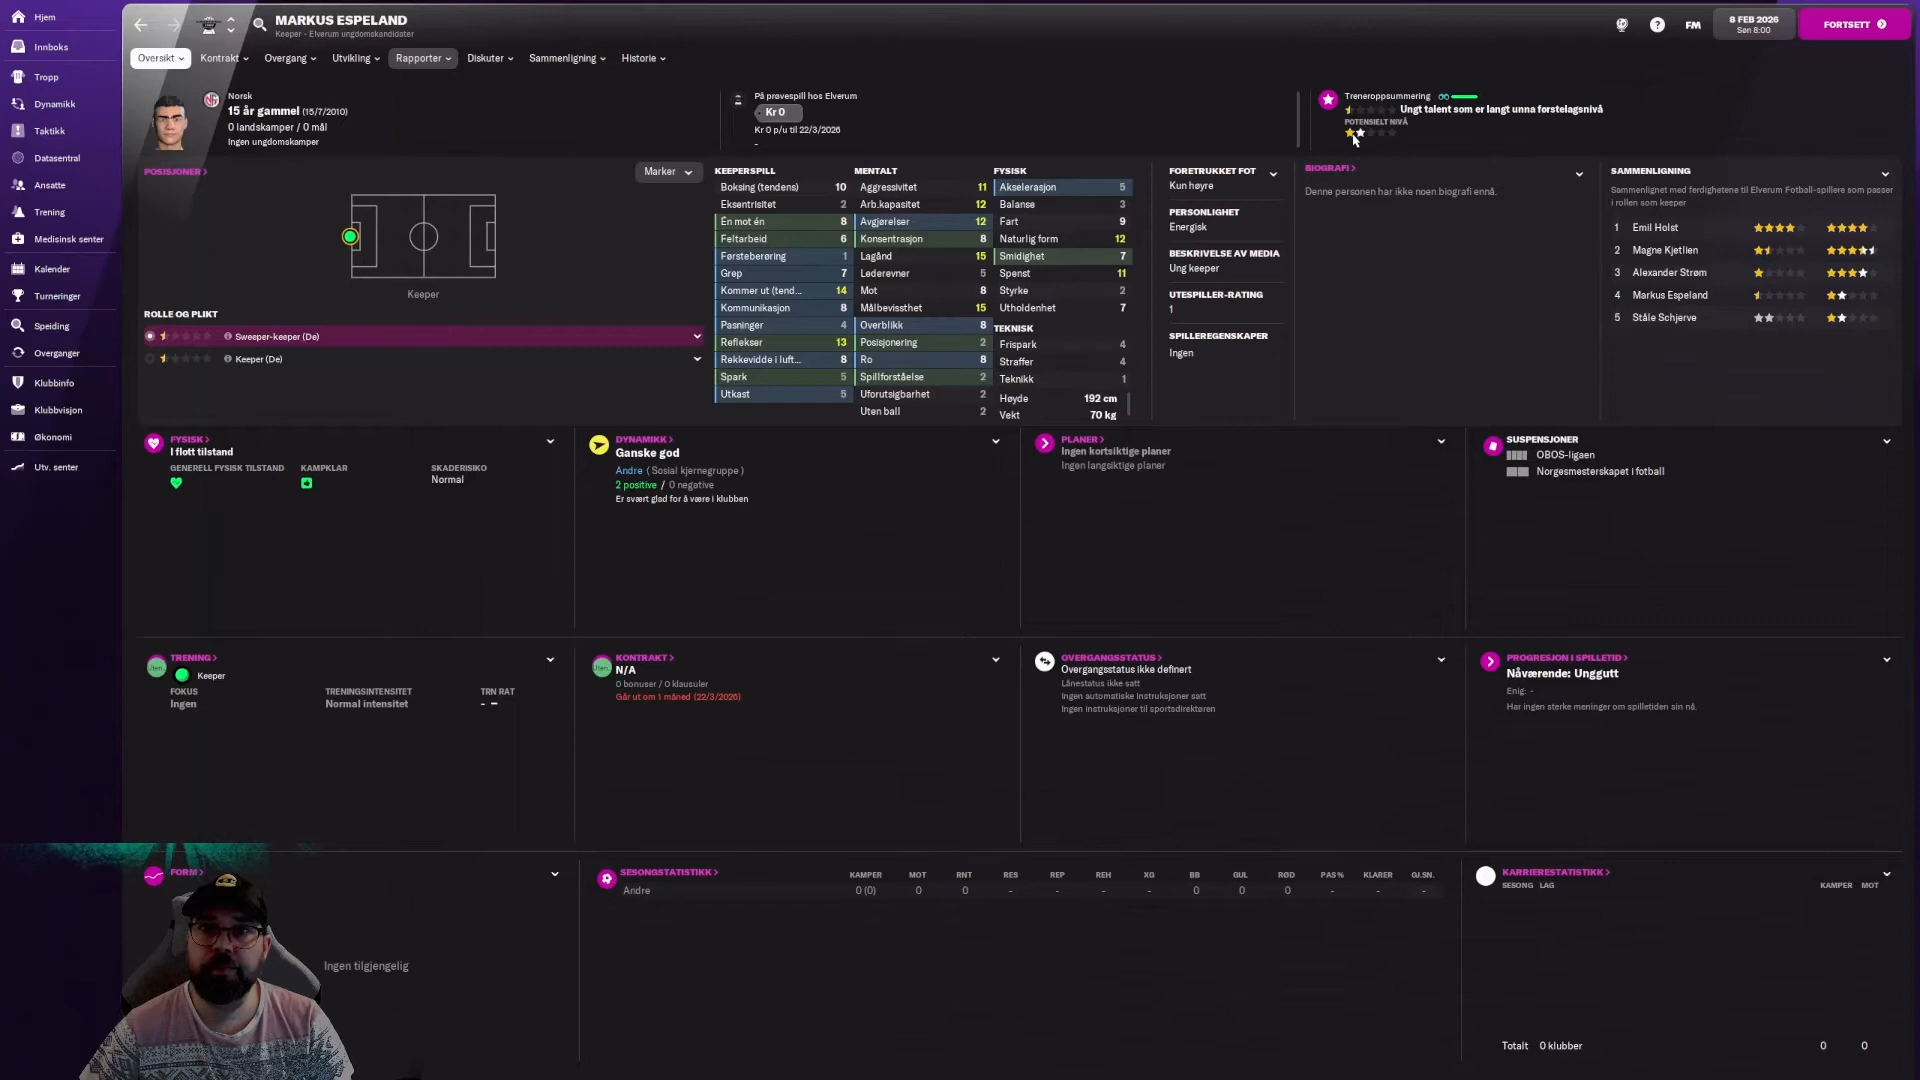 Hjem
Innboks
Tropp
Dynamikk
Taktikk
Datasentral
Ansatte
Trening
Medisinsk senter
Kalender
Turneringer
Speiding
Overganger
Klubbinfo
Klubbvisjon
Økonomi
Utv. senter
MARKUS ESPELAND
Keeper - Elverum ungdomskandidater
? FM
8 FEB 2026
Søn 8:00
FORTSETT
Oversikt Kontrakt Overgang Utvikling Rapporter Diskuter Sammenligning Historie
Norsk
15 år gammel (15/7/2010)
0 landskamper / 0 mål
Ingen ungdomskamper
På prøvespill hos Elverum
Kr 0
Kr 0 p/u til 22/3/2026
-
Treneroppsummering
Ungt talent som er langt unna førstelagsnivå
POTENSIELT NIVÅ
POSISJONER
Marker
Keeper
ROLLE OG PLIKT
Sweeper-keeper (De)
Keeper (De)
KEEPERSPILL
Boksing (tendens) 10
Eksentrisitet 2
Én mot én 8
Feltarbeid 6
Førsteberøring 1
Grep 7
Kommer ut (tend... 14
Kommunikasjon 8
Pasninger 4
Reflekser 13
Rekkevidde i luft... 8
Spark 5
Utkast 5
MENTALT
Aggressivitet 11
Arb.kapasitet 12
Avgjørelser 12
Konsentrasjon 8
Lagånd 15
Lederevner 5
Mot 8
Målbevissthet 15
Overblikk 8
Posisjonering 2
Ro 8
Spillforståelse 2
Uforutsigbarhet 2
Uten ball 2
FYSISK
Akselerasjon 5
Balanse 3
Fart 9
Naturlig form 12
Smidighet 7
Spenst 11
Styrke 2
Utholdenhet 7
TEKNISK
Frispark 4
Straffer 4
Teknikk 1
Høyde 192 cm
Vekt 70 kg
FORETRUKKET FOT
Kun høyre
PERSONLIGHET
Energisk
BESKRIVELSE AV MEDIA
Ung keeper
UTESPILLER-RATING
1
SPILLEREGENSKAPER
Ingen
BIOGRAFI
Denne personen har ikke noen biografi ennå.
SAMMENLIGNING
Sammenlignet med ferdighetene til Elverum Fotball-spillere som passer
i rollen som keeper
1 Emil Holst
2 Magne Kjetlien
3 Alexander Strøm
4 Markus Espeland
5 Ståle Schjerve
FYSISK
I flott tilstand
GENERELL FYSISK TILSTAND KAMPKLAR SKADERISIKO
Normal
DYNAMIKK
Ganske god
Andre ( Sosial kjernegruppe )
2 positive / 0 negative
Er svært glad for å være i klubben
PLANER
Ingen kortsiktige planer
Ingen langsiktige planer
SUSPENSJONER
OBOS-ligaen
Norgesmesterskapet i fotball
TRENING
Keeper
FOKUS TRENINGSINTENSITET TRN RAT
Ingen Normal intensitet - -
KONTRAKT
N/A
0 bonuser / 0 klausuler
Går ut om 1 måned (22/3/2026)
OVERGANGSSTATUS
Overgangsstatus ikke definert
Lånestatus ikke satt
Ingen automatiske instruksjoner satt
Ingen instruksjoner til sportsdirektøren
PROGRESJON I SPILLETID
Nåværende: Unggutt
Enig: -
Har ingen sterke meninger om spilletiden sin nå.
FORM
Ingen tilgjengelig
SESONGSTATISTIKK KAMPER MOT RNT RES REP REH XG BB GUL RØD PAS% KLARER GJ.SN.
Andre 0 (0) 0 0 - - - - 0 0 0 - - -
KARRIERESTATISTIKK
SESONG LAG KAMPER MOT
Totalt 0 klubber 0 0